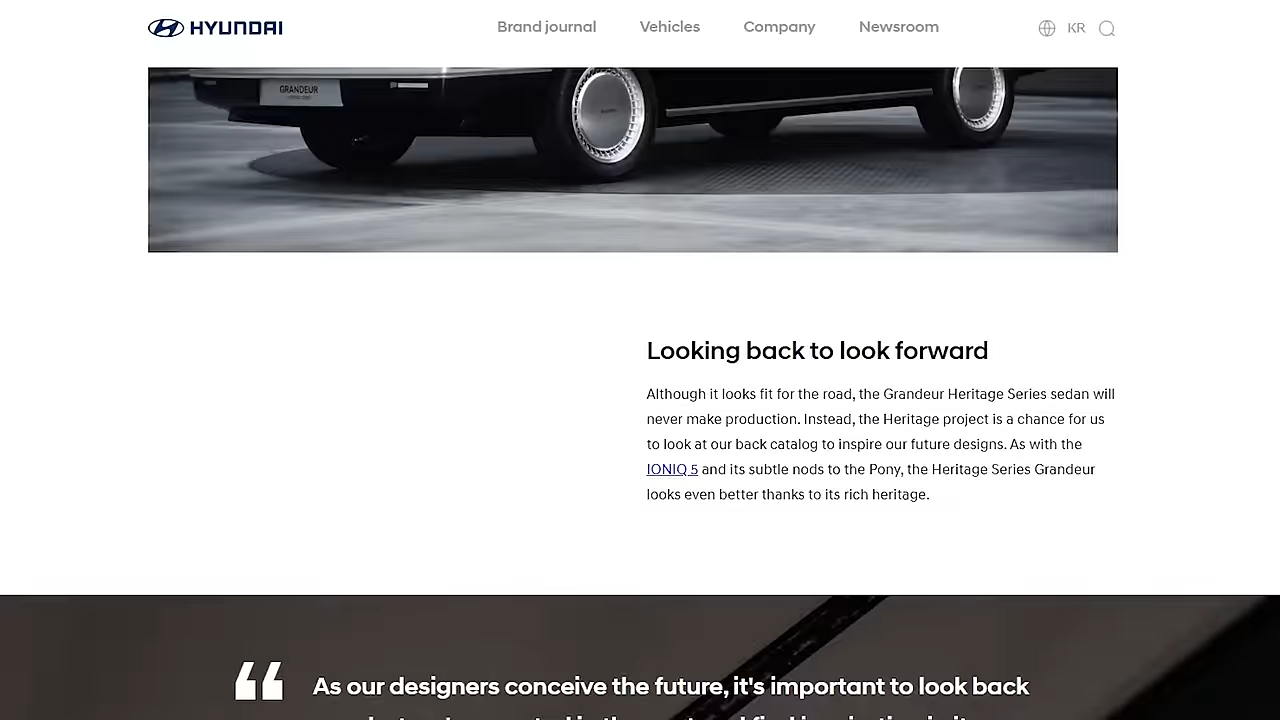 HYUNDAI
Brand journal
Vehicles
Company
Newsroom
KR
GRANDEUR
Looking back to look forward
Although it looks fit for the road, the Grandeur Heritage Series sedan will
never make production. Instead, the Heritage project is a chance for us
to look at our back catalog to inspire our future designs. As with the
IONIQ 5 and its subtle nods to the Pony, the Heritage Series Grandeur
looks even better thanks to its rich heritage.
“ As our designers conceive the future, it's important to look back